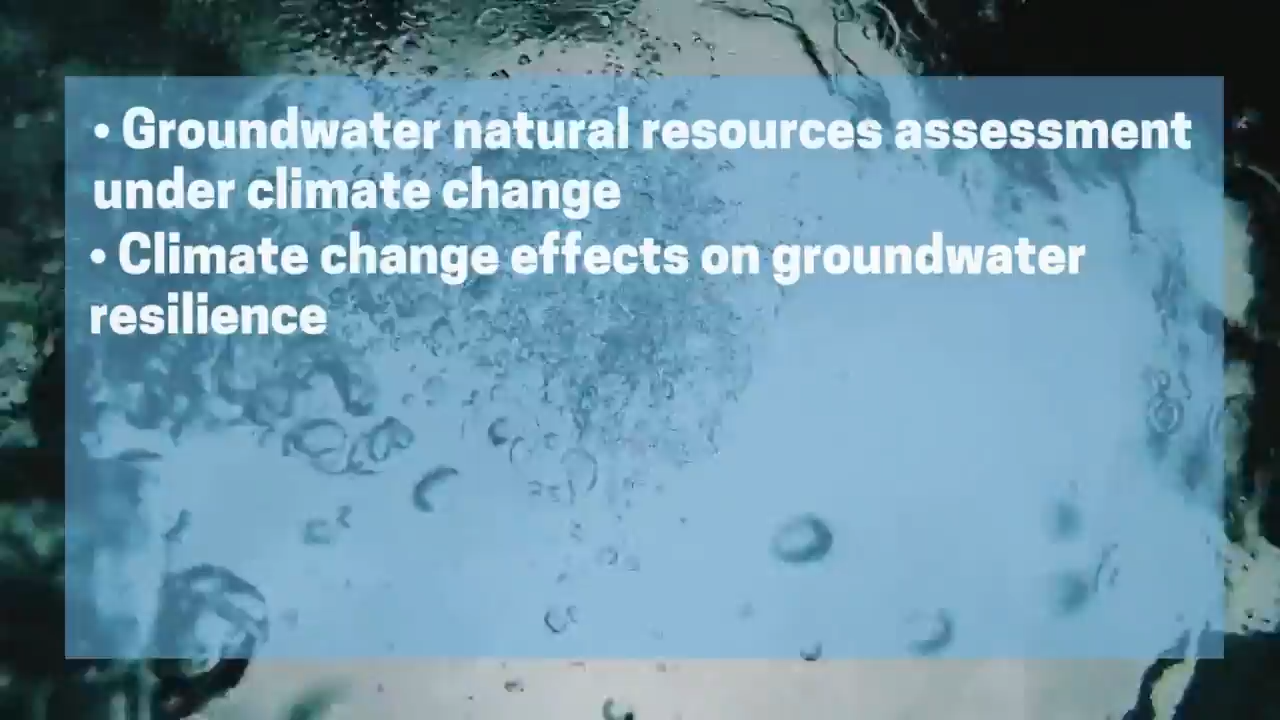 • Groundwater natural resources assessment
under climate change
• Climate change effects on groundwater
resilience